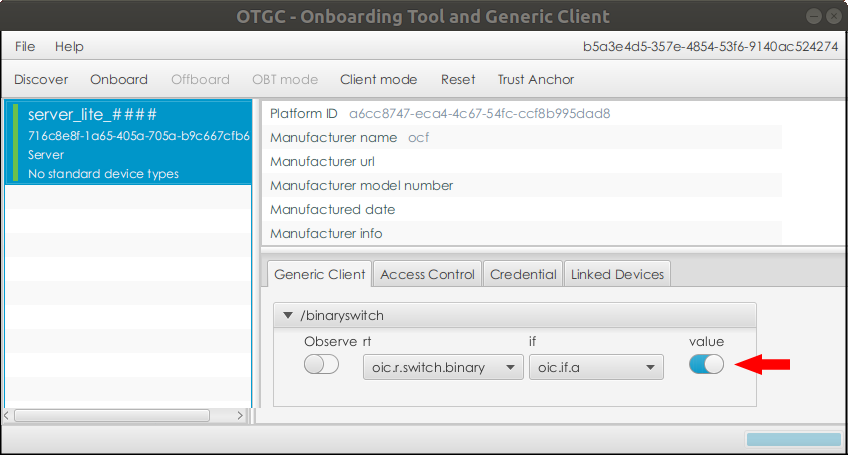 OTGC - Onboarding Tool and Generic Client
File Help b5a3e4d5-357e-4854-53f6-9140ac524274
Discover Onboard Offboard OBT mode Client mode Reset Trust Anchor
server_lite_####
716c8e8f-1a65-405a-705a-b9c667cfb6
Server
No standard device types
Platform ID a6cc8747-eca4-4c67-54fc-ccf8b995dad8
Manufacturer name ocf
Manufacturer url
Manufacturer model number
Manufactured date
Manufacturer info
Generic Client Access Control Credential Linked Devices
/binaryswitch
Observe rt if value
oic.r.switch.binary oic.if.a